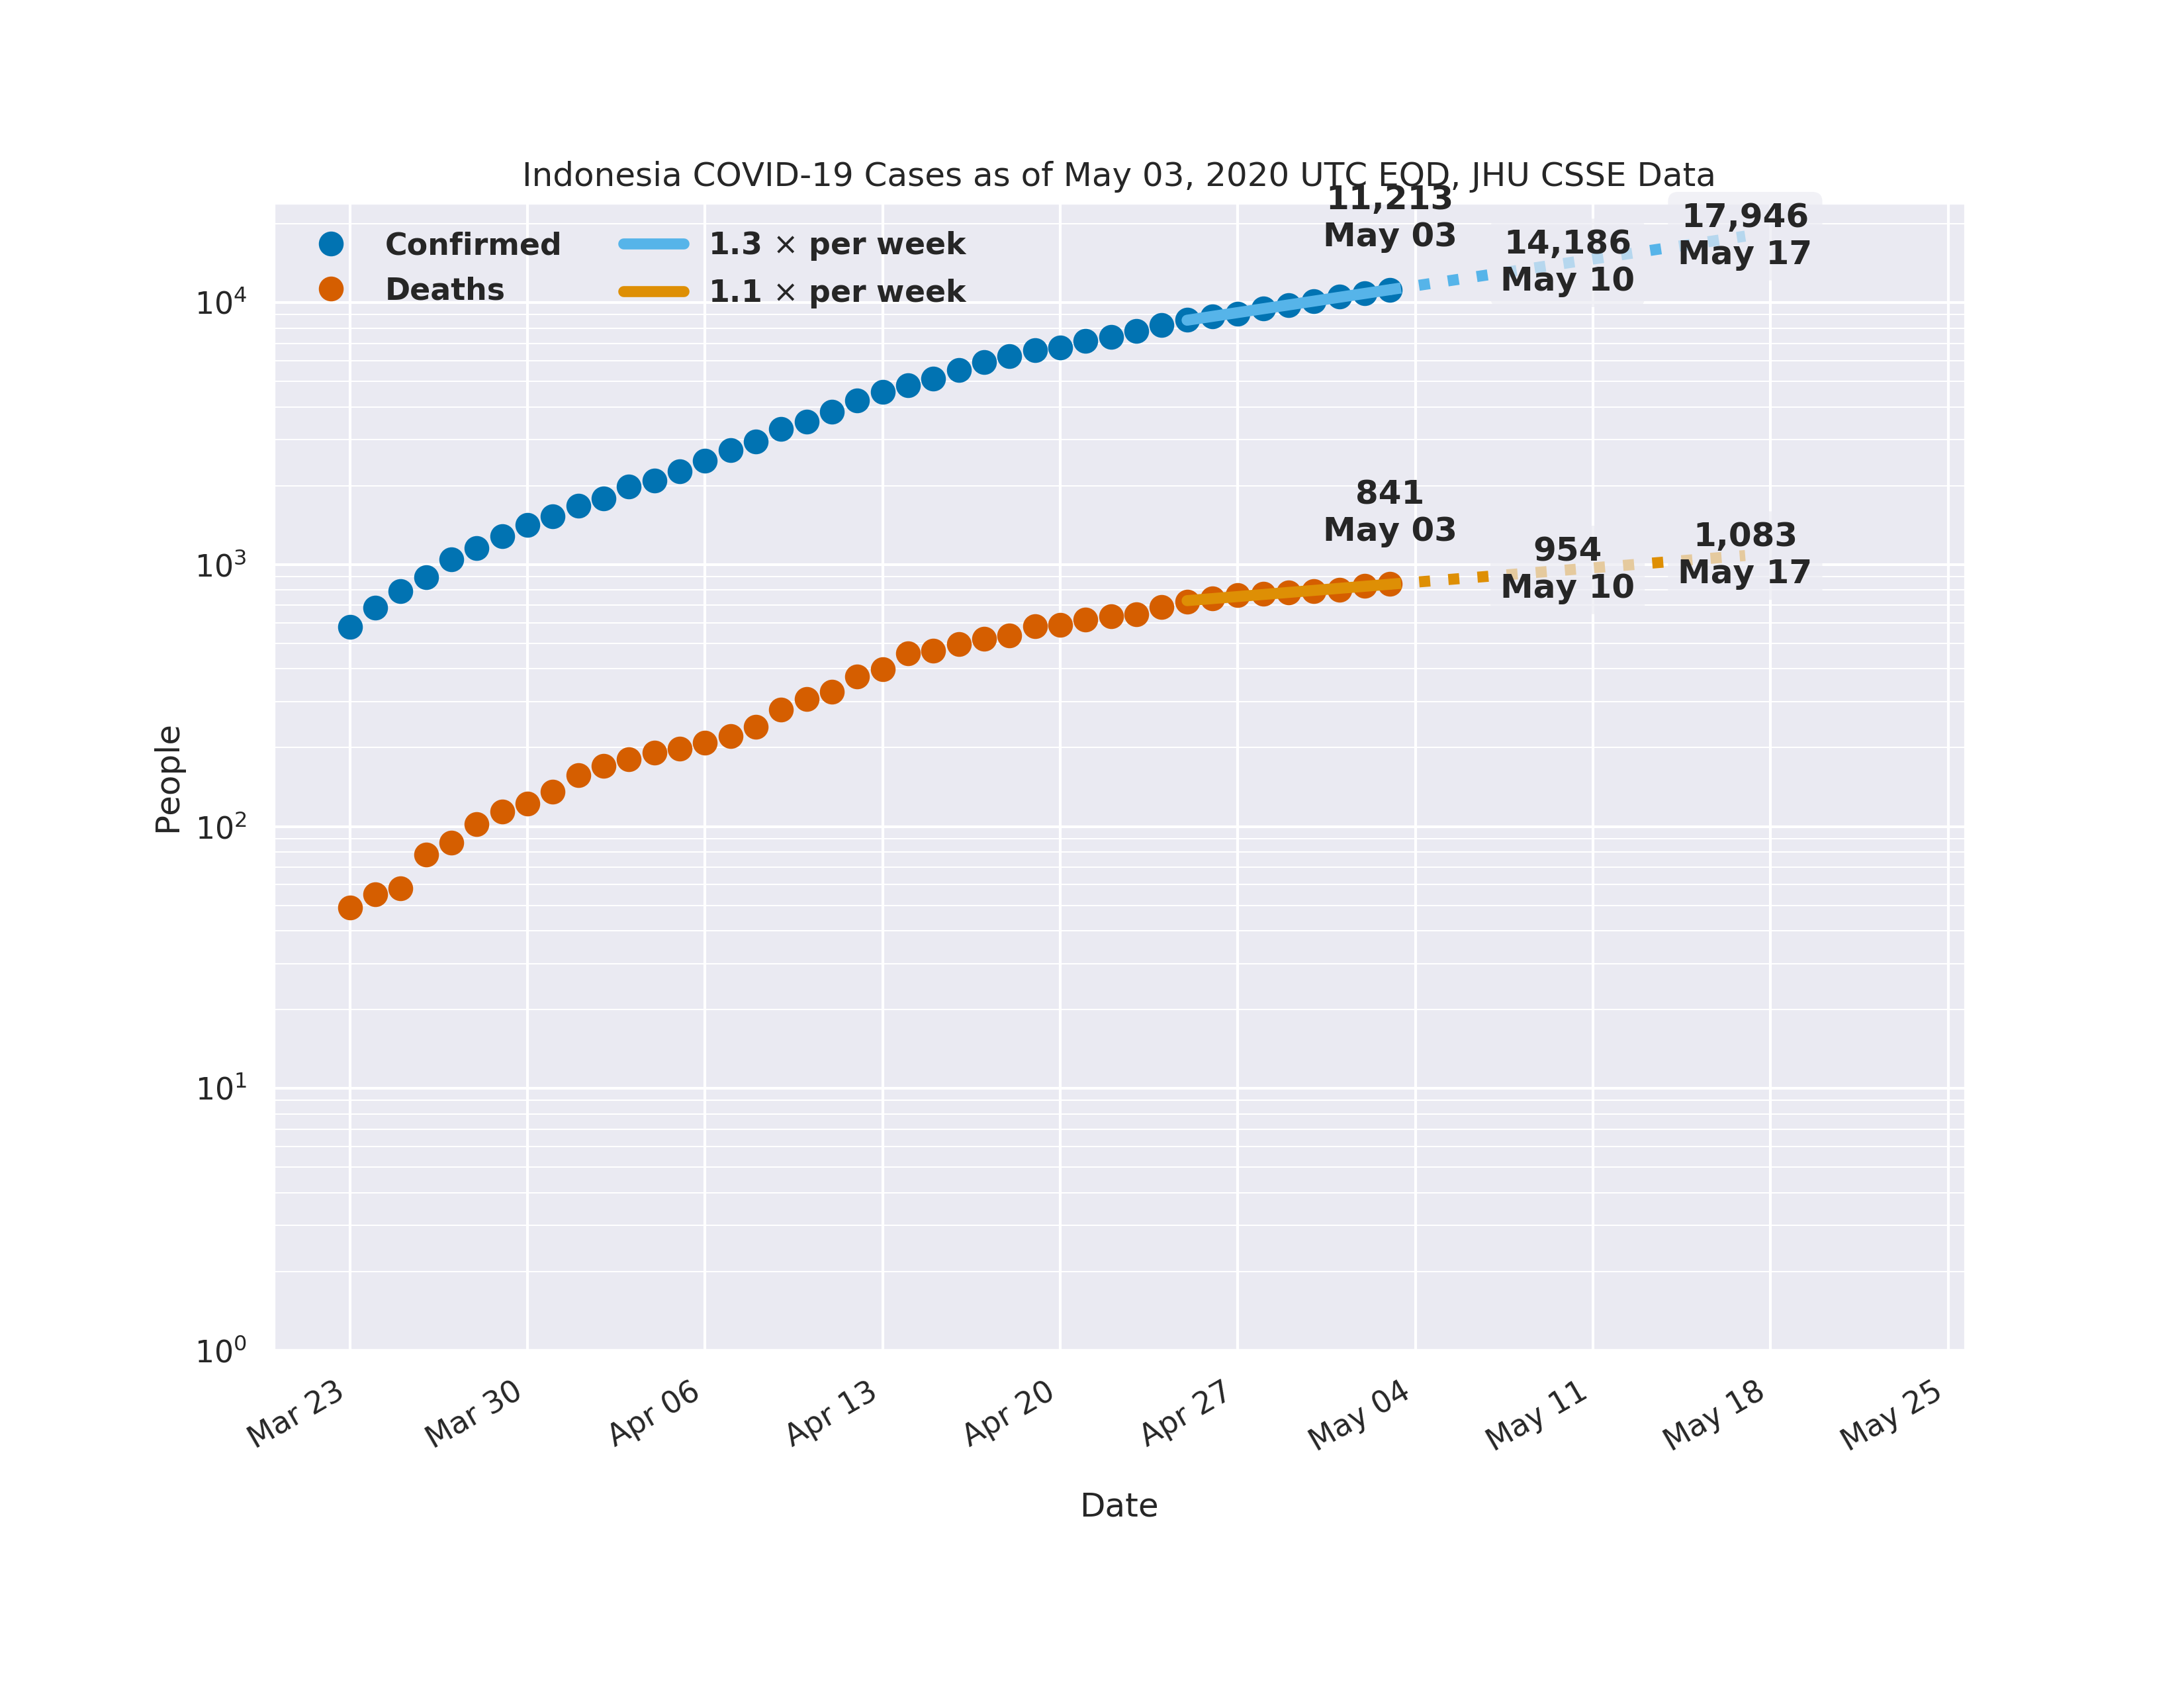 Indonesia COVID-19 Cases as of May 03, 2020 UTC EOD, JHU CSSE Data
Confirmed
Deaths
1.3 × per week
1.1 × per week
11,213
May 03
14,186
May 10
17,946
May 17
841
May 03
954
May 10
1,083
May 17
People
10⁴
10³
10²
10¹
10⁰
Mar 23
Mar 30
Apr 06
Apr 13
Apr 20
Apr 27
May 04
May 11
May 18
May 25
Date